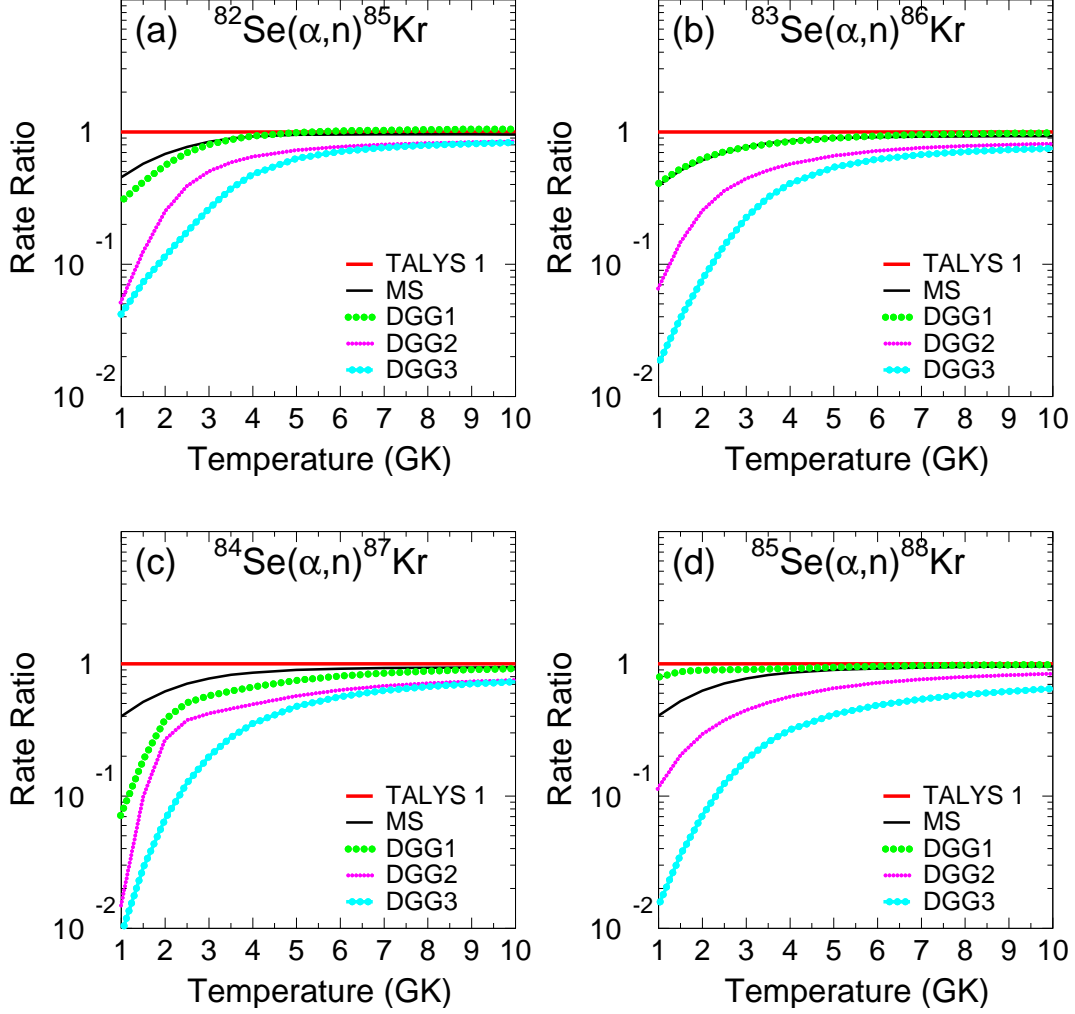 (a) ⁸²Se(α,n)⁸⁵Kr
Rate Ratio
1
10⁻¹
10⁻²
TALYS 1
MS
DGG1
DGG2
DGG3
1 2 3 4 5 6 7 8 9 10
Temperature (GK)
(b) ⁸³Se(α,n)⁸⁶Kr
Rate Ratio
1
10⁻¹
10⁻²
TALYS 1
MS
DGG1
DGG2
DGG3
1 2 3 4 5 6 7 8 9 10
Temperature (GK)
(c) ⁸⁴Se(α,n)⁸⁷Kr
Rate Ratio
1
10⁻¹
10⁻²
TALYS 1
MS
DGG1
DGG2
DGG3
1 2 3 4 5 6 7 8 9 10
Temperature (GK)
(d) ⁸⁵Se(α,n)⁸⁸Kr
Rate Ratio
1
10⁻¹
10⁻²
TALYS 1
MS
DGG1
DGG2
DGG3
1 2 3 4 5 6 7 8 9 10
Temperature (GK)